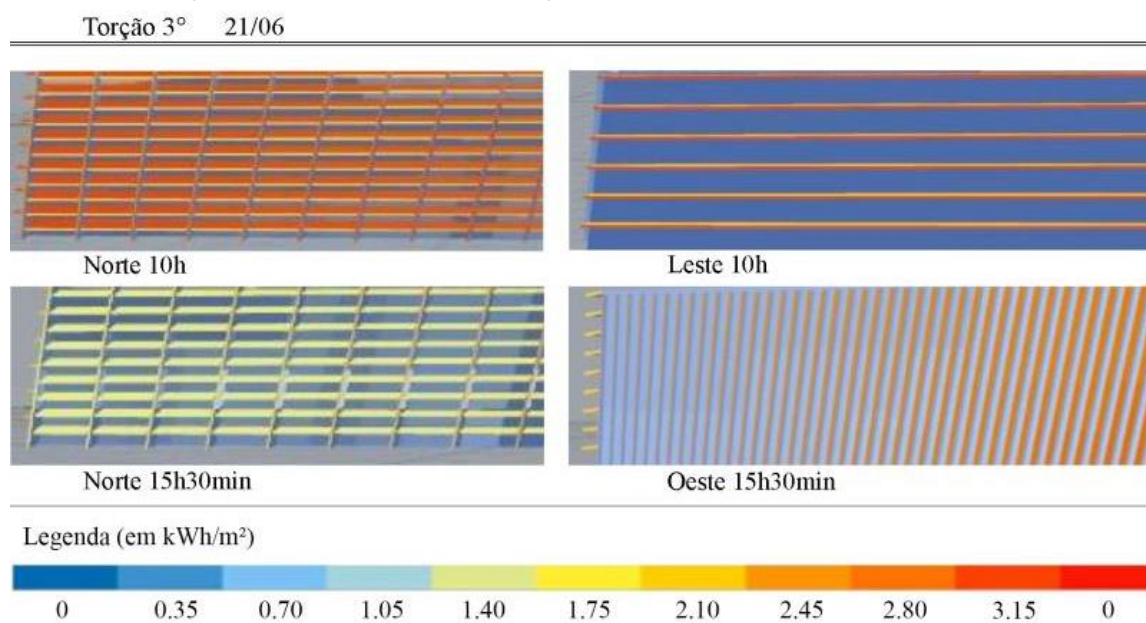 Torção 3° 21/06
Norte 10h
Leste 10h
Norte 15h30min
Oeste 15h30min
Legenda (em kWh/m²)
0 0.35 0.70 1.05 1.40 1.75 2.10 2.45 2.80 3.15 0